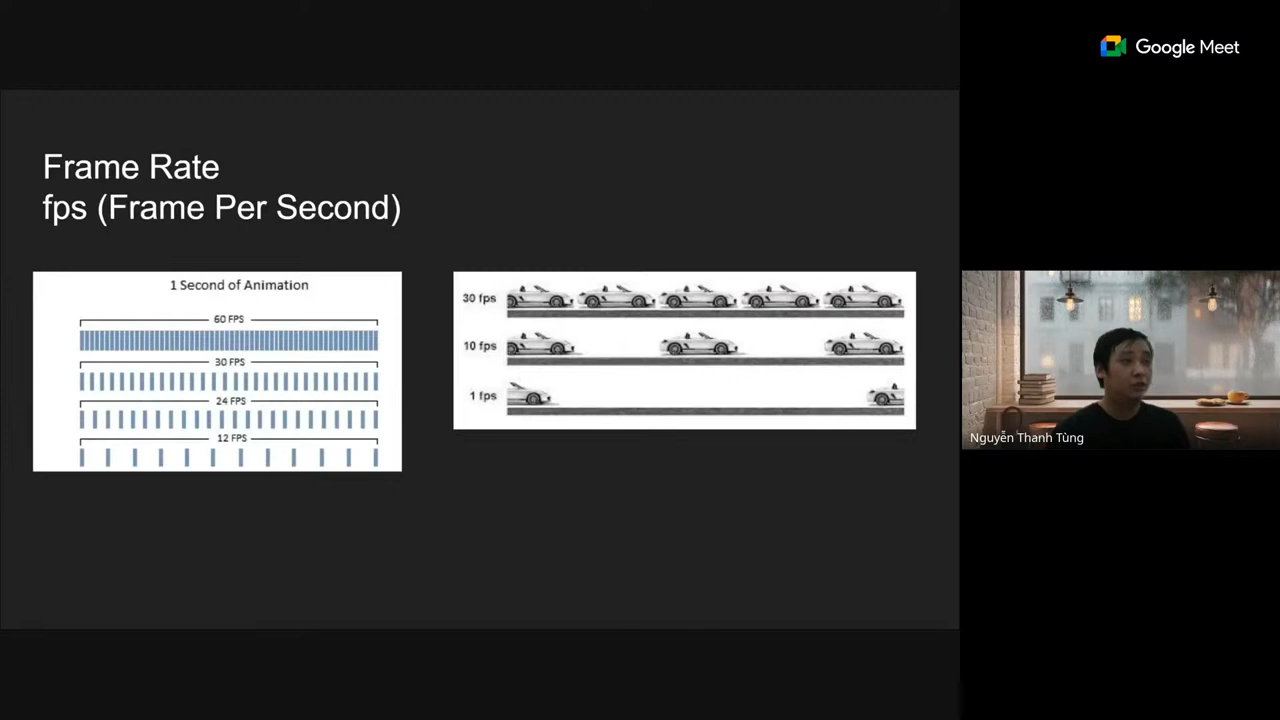 Google Meet
Frame Rate
fps (Frame Per Second)
1 Second of Animation
60 FPS
30 FPS
24 FPS
12 FPS
30 fps
10 fps
1 fps
Nguyễn Thanh Tùng